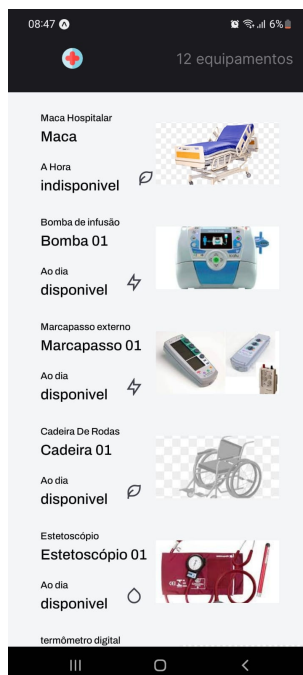 08:47
6%
12 equipamentos
Maca Hospitalar
Maca
A Hora
indisponivel
Bomba de infusão
Bomba 01
Ao dia
disponivel
Marcapasso externo
Marcapasso 01
Ao dia
disponivel
Cadeira De Rodas
Cadeira 01
Ao dia
disponivel
Estetoscópio
Estetoscópio 01
Ao dia
disponivel
termômetro digital